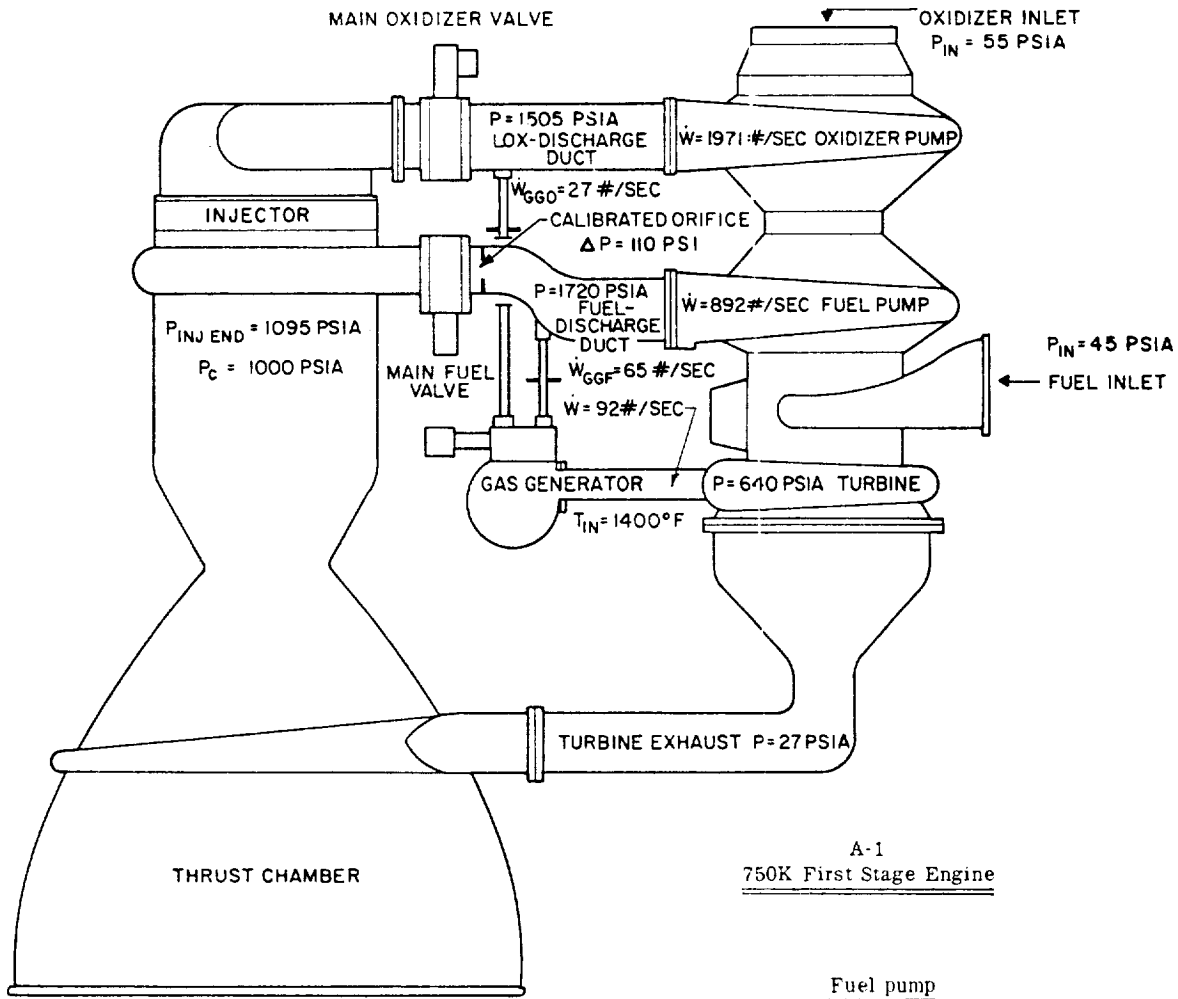 MAIN OXIDIZER VALVE
OXIDIZER INLET
P_IN = 55 PSIA
P = 1505 PSIA
LOX-DISCHARGE
DUCT
Ẇ=1971:#/SEC OXIDIZER PUMP
Ẇ_GGO = 27 #/SEC
INJECTOR
CALIBRATED ORIFICE
Δ P = 110 PSI
P=1720 PSIA
FUEL-
DISCHARGE
DUCT
Ẇ=892#/SEC FUEL PUMP
P_INJ END = 1095 PSIA
P_C = 1000 PSIA
MAIN FUEL
VALVE
P_IN = 45 PSIA
FUEL INLET
Ẇ_GGF = 65 #/SEC
Ẇ = 92#/SEC
GAS GENERATOR
P= 640 PSIA TURBINE
T_IN = 1400°F
TURBINE EXHAUST P= 27 PSIA
THRUST CHAMBER
A-1
750K First Stage Engine
Fuel pump